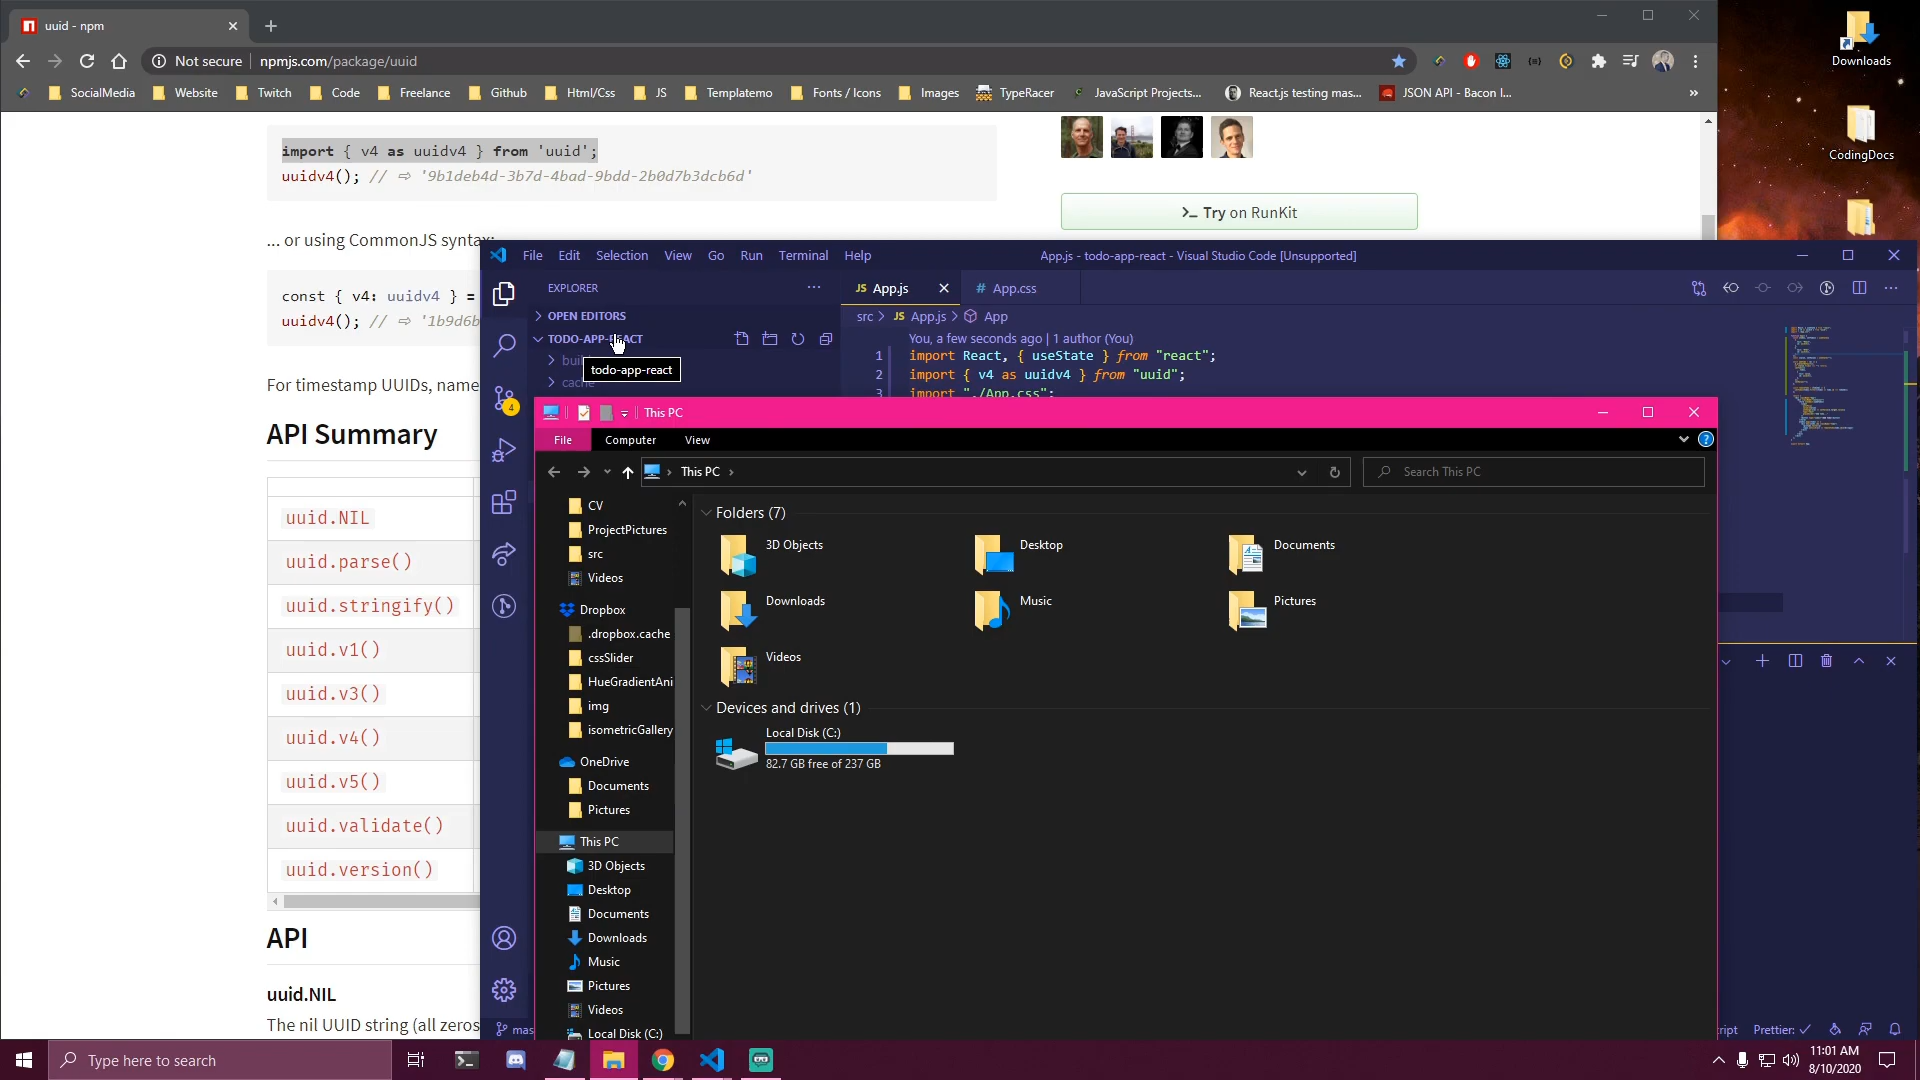 uuid - npm
Not secure
npmjs.com/package/uuid
SocialMedia
Website
Twitch
Code
Freelance
Github
Html/Css
JS
Templatemo
Fonts / Icons
Images
TypeRacer
JavaScript Projects...
React.js testing mas...
JSON API - Bacon I...
»
Downloads
CodingDocs
import { v4 as uuidv4 } from 'uuid';
uuidv4(); // ⇨ '9b1deb4d-3b7d-4bad-9bdd-2b0d7b3dcb6d'
>_ Try on RunKit
... or using CommonJS syntax:
const { v4: uuidv4 } =
uuidv4(); // ⇨ '1b9d6b
For timestamp UUIDs, name
API Summary
uuid.NIL
uuid.parse()
uuid.stringify()
uuid.v1()
uuid.v3()
uuid.v4()
uuid.v5()
uuid.validate()
uuid.version()
API
uuid.NIL
The nil UUID string (all zeros
File Edit Selection View Go Run Terminal Help
App.js - todo-app-react - Visual Studio Code [Unsupported]
EXPLORER
JS App.js
# App.css
OPEN EDITORS
TODO-APP-REACT
todo-app-react
4
src > JS App.js > App
You, a few seconds ago | 1 author (You)
1 import React, { useState } from "react";
2 import { v4 as uuidv4 } from "uuid";
3 import "./App.css";
This PC
File
Computer
View
This PC
Search This PC
CV
ProjectPictures
src
Videos
Dropbox
.dropbox.cache
cssSlider
HueGradientAni
img
isometricGallery
OneDrive
Documents
Pictures
This PC
3D Objects
Desktop
Documents
Downloads
Music
Pictures
Videos
Local Disk (C:)
Folders (7)
3D Objects
Desktop
Documents
Downloads
Music
Pictures
Videos
Devices and drives (1)
Local Disk (C:)
82.7 GB free of 237 GB
mas
ript
Prettier: ✓
Type here to search
11:01 AM
8/10/2020